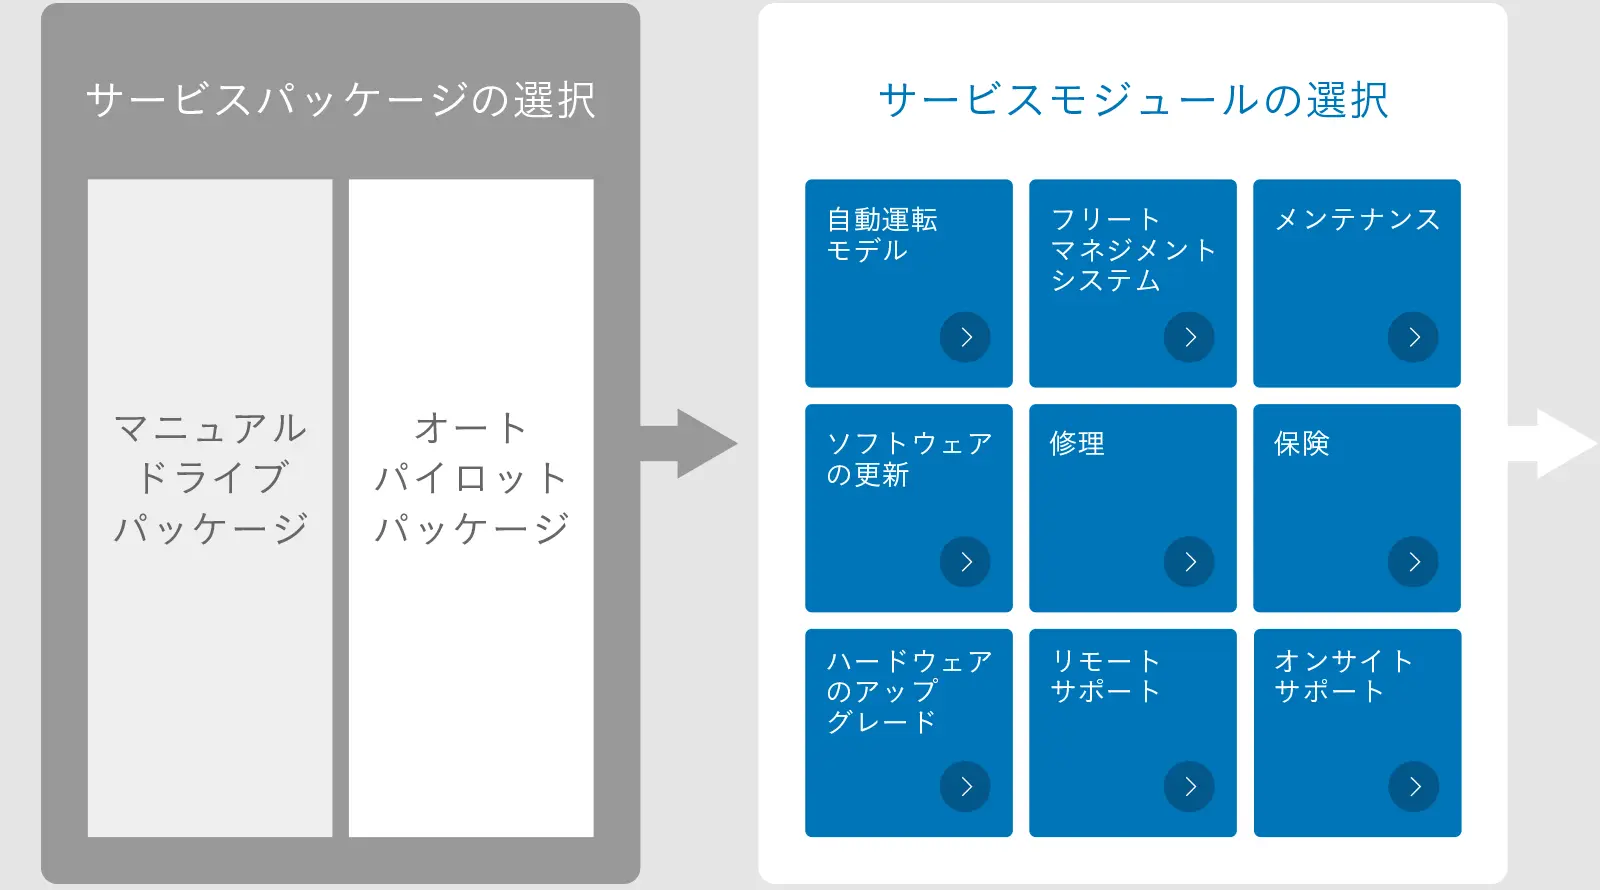 サービスパッケージの選択
マニュアル
ドライブ
パッケージ
オート
パイロット
パッケージ
サービスモジュールの選択
自動運転
モデル
フリート
マネジメント
システム
メンテナンス
ソフトウェア
の更新
修理
保険
ハードウェア
のアップ
グレード
リモート
サポート
オンサイト
サポート